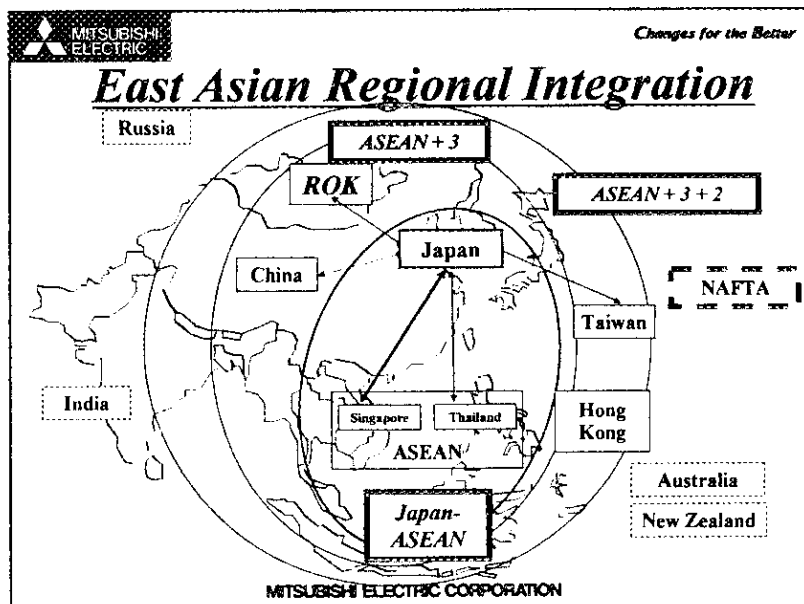 MITSUBISHI
ELECTRIC
Changes for the Better
East Asian Regional Integration
Russia
ASEAN + 3
ROK
ASEAN + 3 + 2
Japan
China
NAFTA
Taiwan
India
Singapore
Thailand
ASEAN
Hong
Kong
Australia
Japan-
ASEAN
New Zealand
MITSUBISHI ELECTRIC CORPORATION